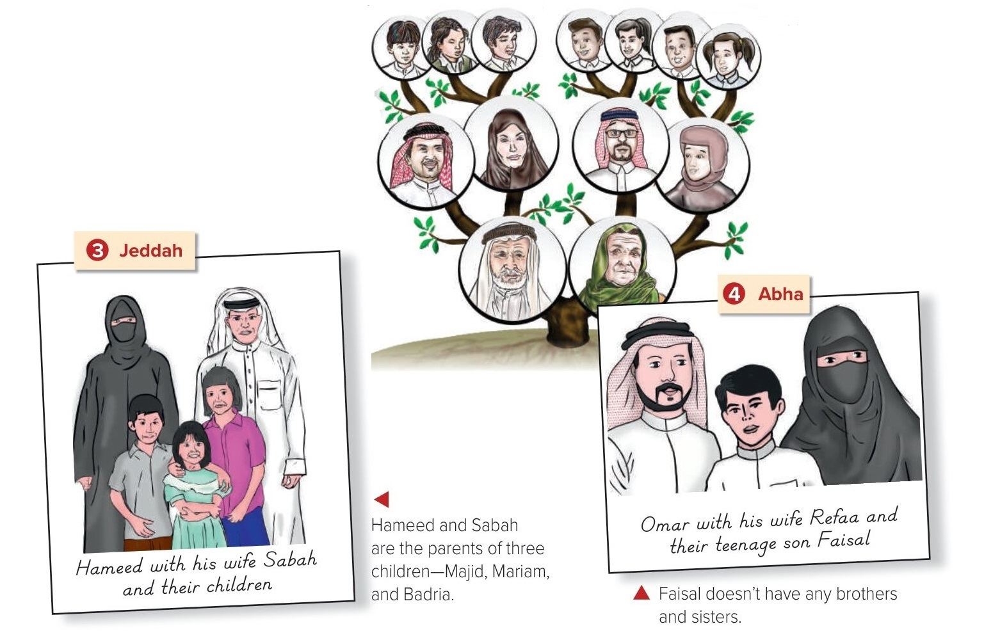 3 Jeddah
Hameed with his wife Sabah
and their children
Hameed and Sabah
are the parents of three
children—Majid, Mariam,
and Badria.
4 Abha
Omar with his wife Refaa and
their teenage son Faisal
Faisal doesn't have any brothers
and sisters.